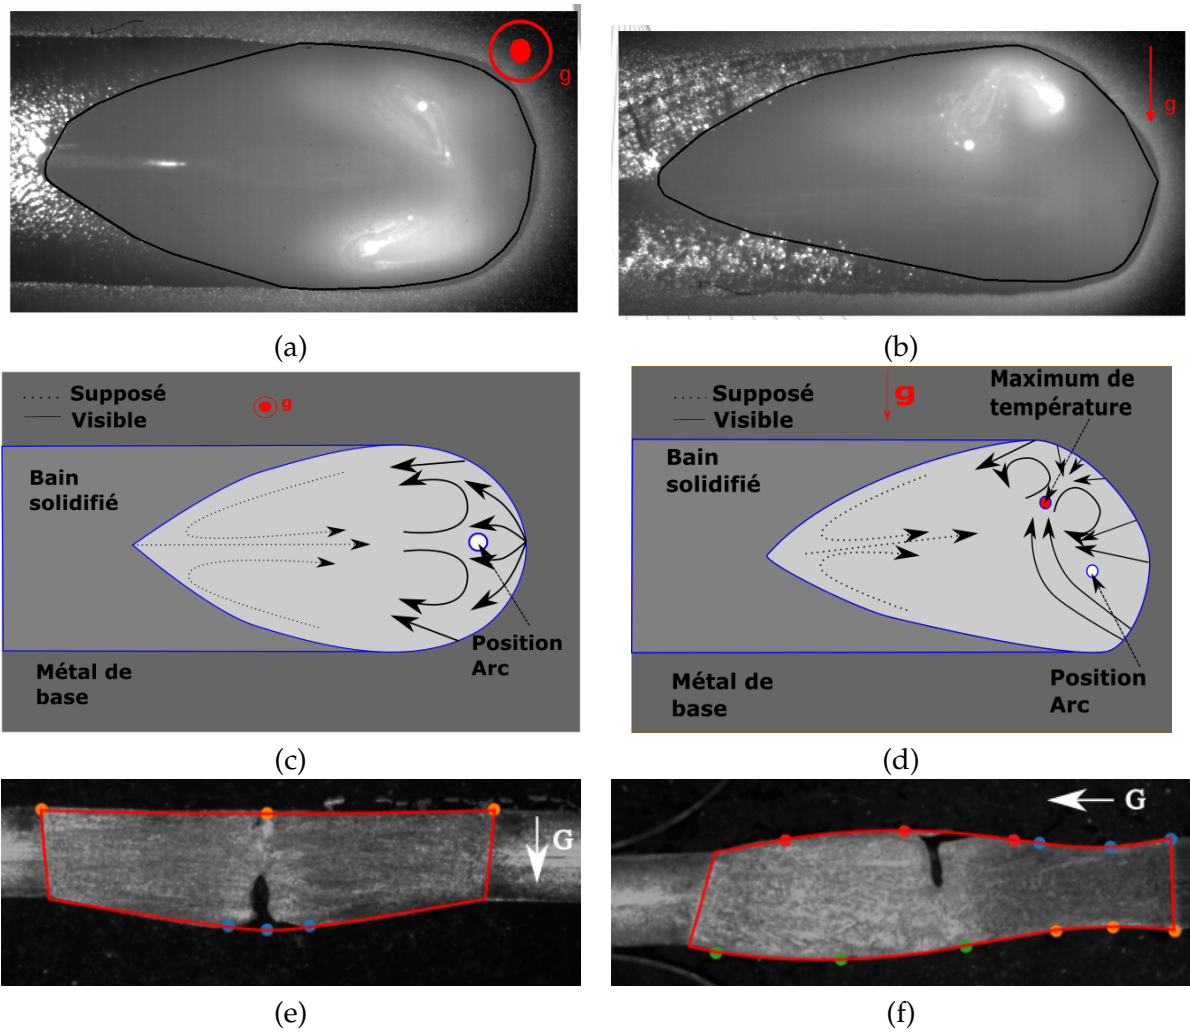 g
g
(a)
(b)
Supposé
Visible
g
Bain
solidifié
Position
Arc
Métal de
base
Supposé
Visible
g
Maximum de
température
Bain
solidifié
Position
Arc
Métal de
base
(c)
(d)
G
G
(e)
(f)